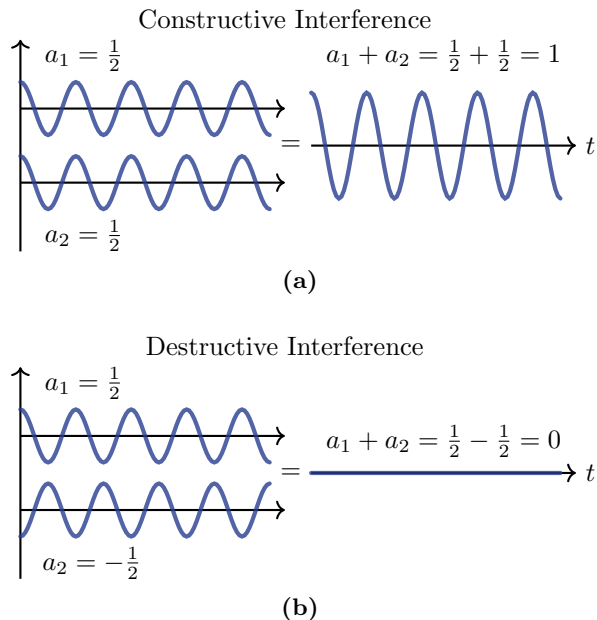 Constructive Interference
a₁ = ½
a₁ + a₂ = ½ + ½ = 1
=
t
a₂ = ½
(a)
Destructive Interference
a₁ = ½
a₁ + a₂ = ½ − ½ = 0
=
t
a₂ = −½
(b)